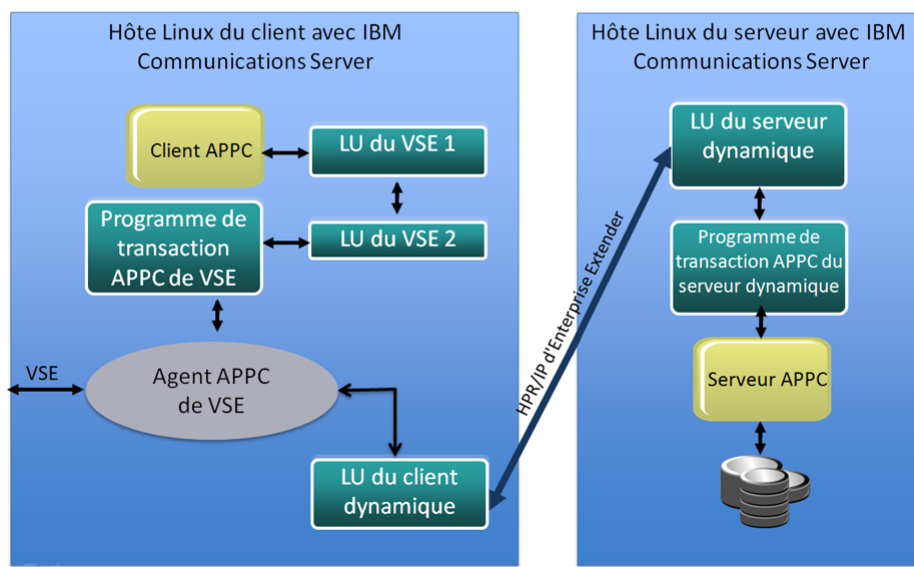 Hôte Linux du client avec IBM
Communications Server
Client APPC
LU du VSE 1
Programme de
transaction
APPC de VSE
LU du VSE 2
VSE
Agent APPC
de VSE
LU du client
dynamique
HPR/IP d'Enterprise Extender
Hôte Linux du serveur avec IBM
Communications Server
LU du serveur
dynamique
Programme de
transaction APPC du
serveur dynamique
Serveur APPC